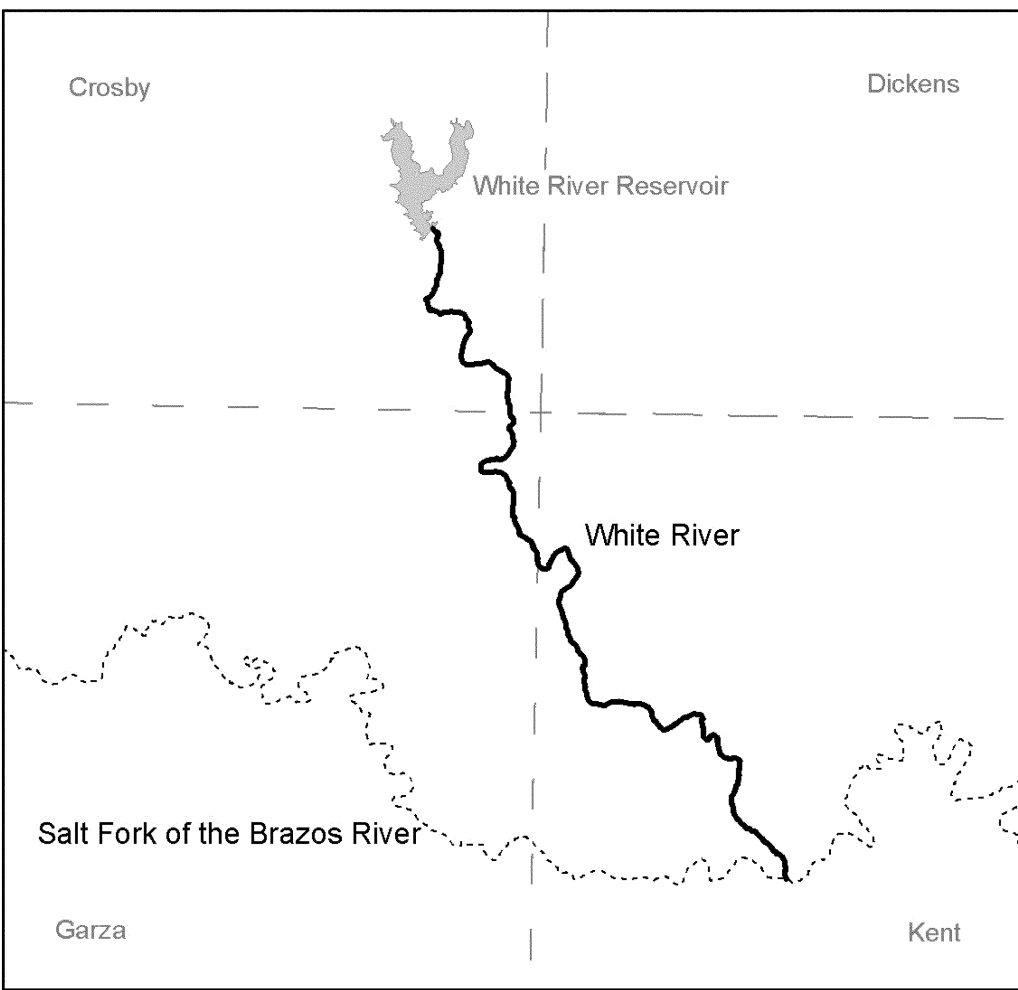 Crosby
Dickens
White River Reservoir
White River
Salt Fork of the Brazos River
Garza
Kent